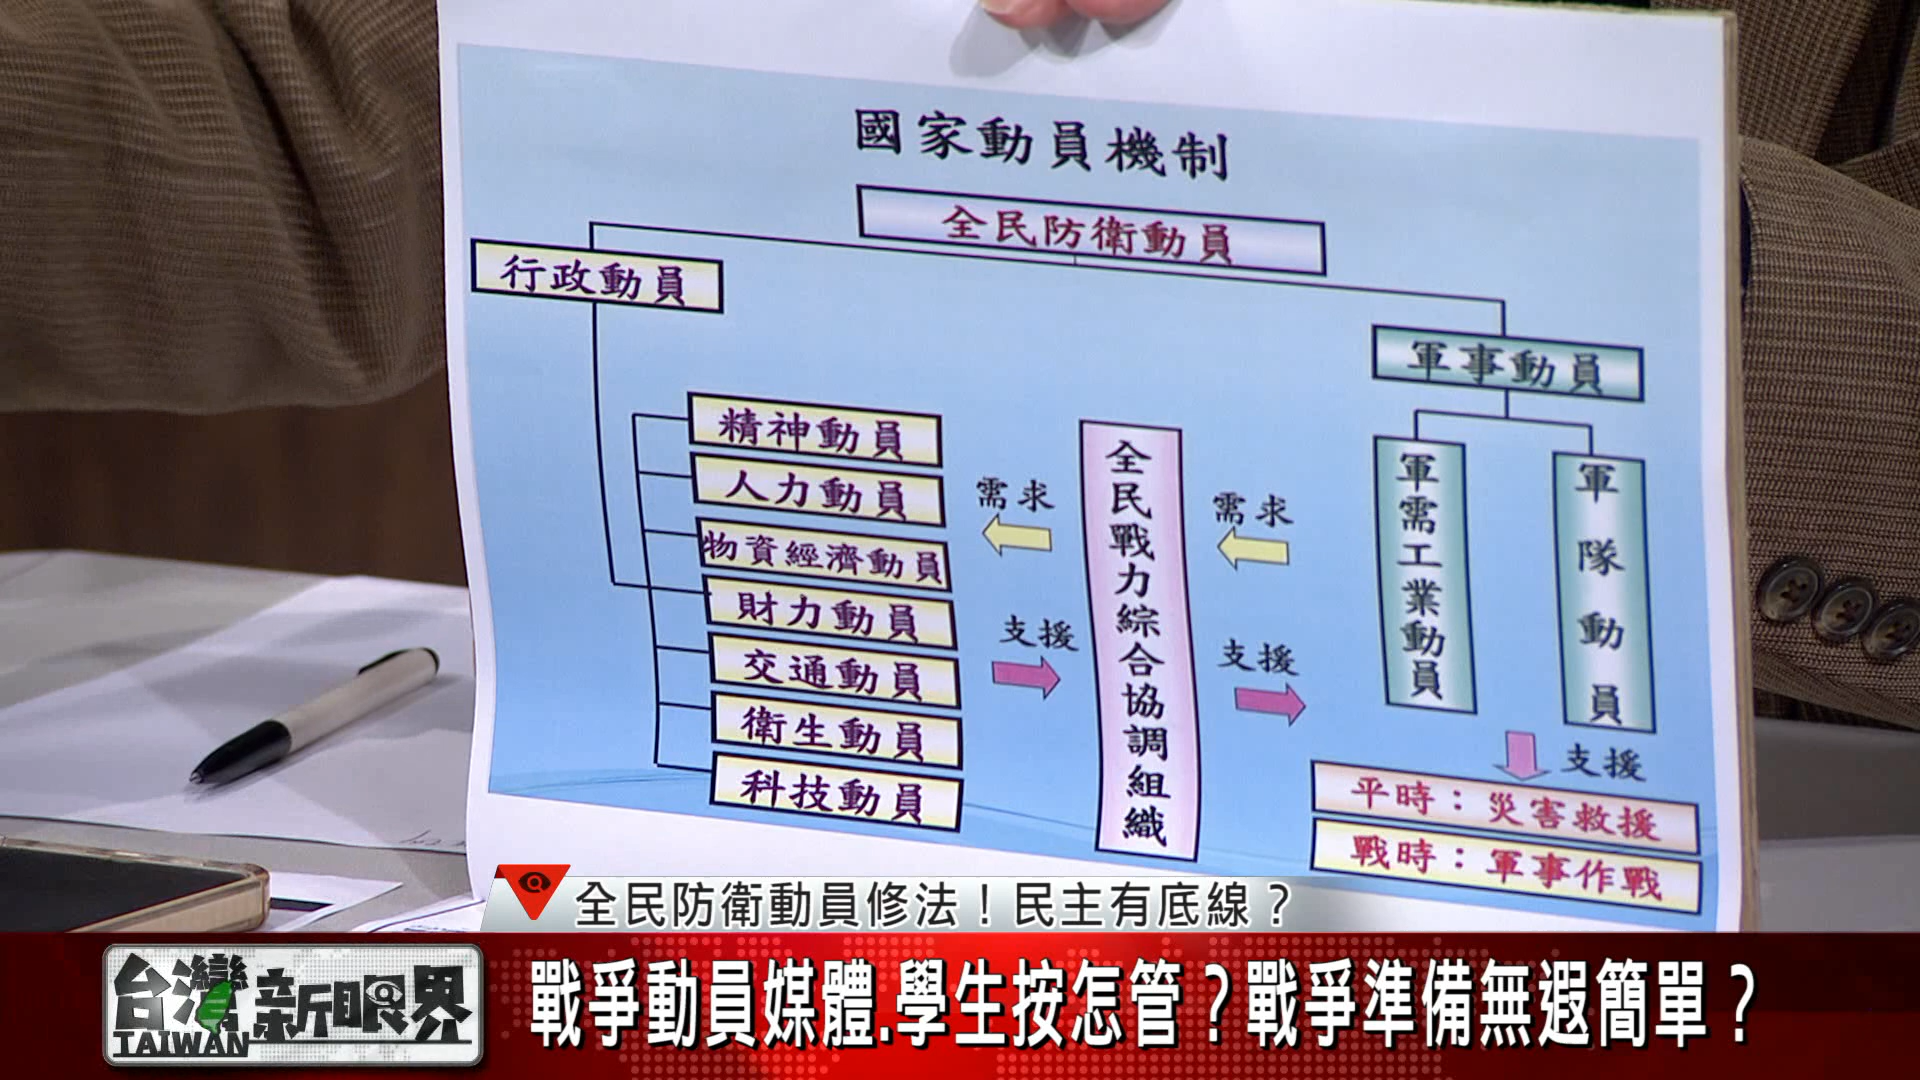 國家動員機制
全民防衛動員
行政動員
軍事動員
精神動員
人力動員
物資經濟動員
財力動員
交通動員
衛生動員
科技動員
需求
支援
全民戰力綜合協調組織
需求
支援
軍需工業動員
軍隊動員
支援
平時：災害救援
戰時：軍事作戰
全民防衛動員修法！民主有底線？
台灣新眼界
TAIWAN
戰爭動員媒體.學生按怎管？戰爭準備無遐簡單？